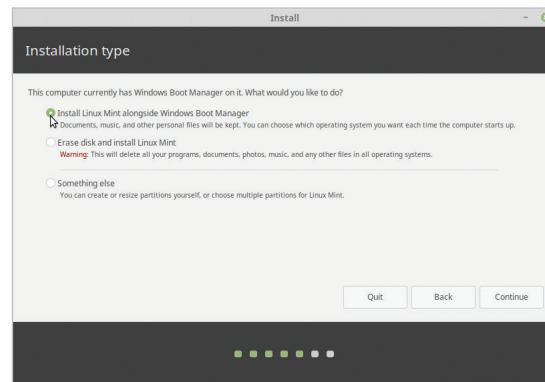 Install
Installation type
This computer currently has Windows Boot Manager on it. What would you like to do?
Install Linux Mint alongside Windows Boot Manager
Documents, music, and other personal files will be kept. You can choose which operating system you want each time the computer starts up.
Erase disk and install Linux Mint
Warning: This will delete all your programs, documents, photos, music, and any other files in all operating systems.
Something else
You can create or resize partitions yourself, or choose multiple partitions for Linux Mint.
Quit Back Continue